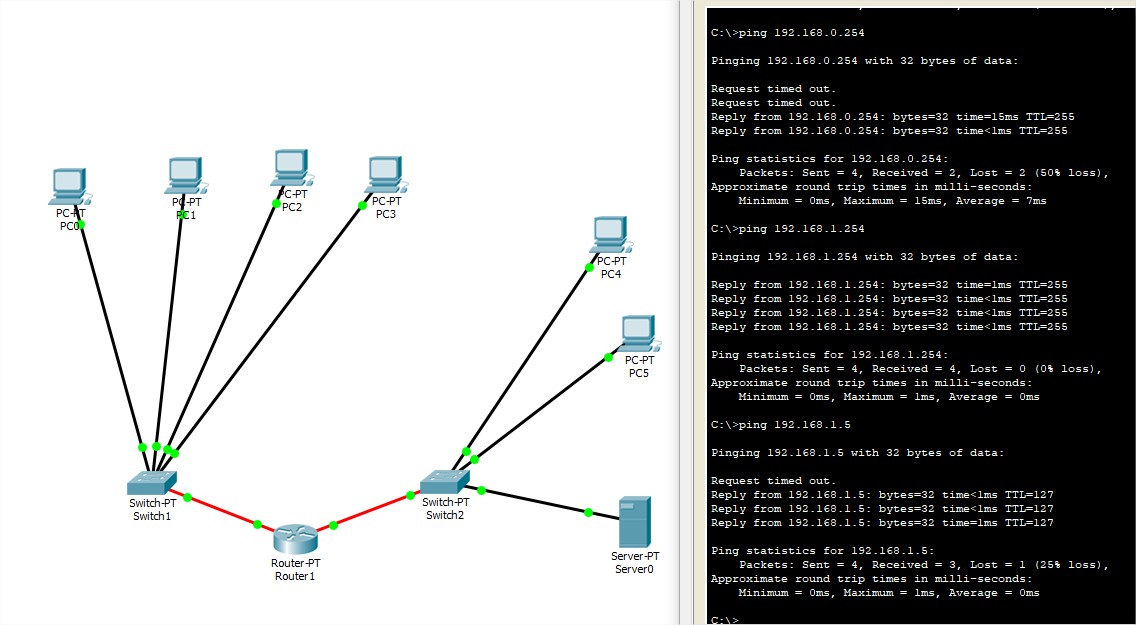 PC-PT
PC0
PC-PT
PC1
PC-PT
PC2
PC-PT
PC3
PC-PT
PC4
PC-PT
PC5
Switch-PT
Switch1
Switch-PT
Switch2
Router-PT
Router1
Server-PT
Server0
C:\>ping 192.168.0.254
Pinging 192.168.0.254 with 32 bytes of data:
Request timed out.
Request timed out.
Reply from 192.168.0.254: bytes=32 time=15ms TTL=255
Reply from 192.168.0.254: bytes=32 time<1ms TTL=255
Ping statistics for 192.168.0.254:
Packets: Sent = 4, Received = 2, Lost = 2 (50% loss),
Approximate round trip times in milli-seconds:
Minimum = 0ms, Maximum = 15ms, Average = 7ms
C:\>ping 192.168.1.254
Pinging 192.168.1.254 with 32 bytes of data:
Reply from 192.168.1.254: bytes=32 time=1ms TTL=255
Reply from 192.168.1.254: bytes=32 time<1ms TTL=255
Reply from 192.168.1.254: bytes=32 time<1ms TTL=255
Reply from 192.168.1.254: bytes=32 time<1ms TTL=255
Ping statistics for 192.168.1.254:
Packets: Sent = 4, Received = 4, Lost = 0 (0% loss),
Approximate round trip times in milli-seconds:
Minimum = 0ms, Maximum = 1ms, Average = 0ms
C:\>ping 192.168.1.5
Pinging 192.168.1.5 with 32 bytes of data:
Request timed out.
Reply from 192.168.1.5: bytes=32 time<1ms TTL=127
Reply from 192.168.1.5: bytes=32 time<1ms TTL=127
Reply from 192.168.1.5: bytes=32 time=1ms TTL=127
Ping statistics for 192.168.1.5:
Packets: Sent = 4, Received = 3, Lost = 1 (25% loss),
Approximate round trip times in milli-seconds:
Minimum = 0ms, Maximum = 1ms, Average = 0ms
C:\>